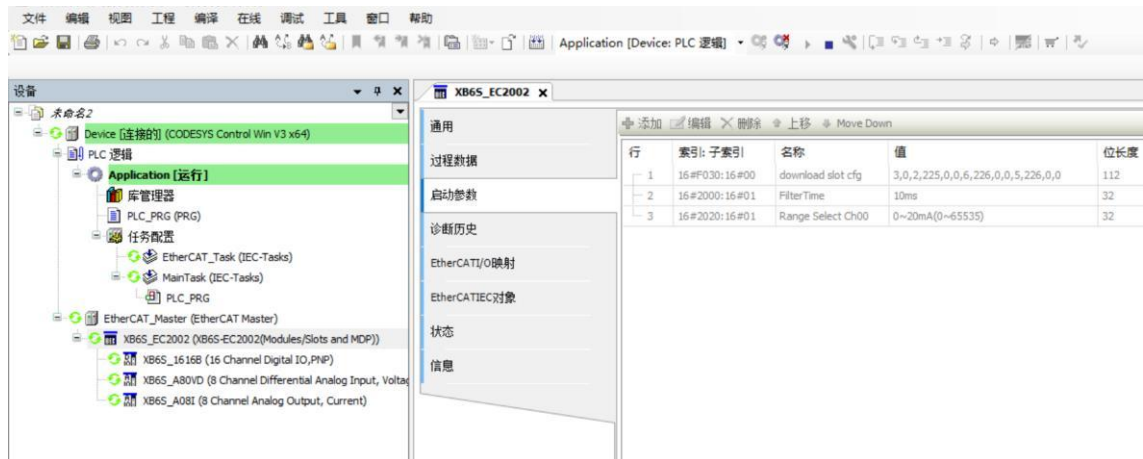 文件 编辑 视图 工程 编译 在线 调试 工具 窗口 帮助
Application [Device: PLC 逻辑]
设备
未命名2
Device [连接的] (CODESYS Control Win V3 x64)
PLC 逻辑
Application [运行]
库管理器
PLC_PRG (PRG)
任务配置
EtherCAT_Task (IEC-Tasks)
MainTask (IEC-Tasks)
PLC_PRG
EtherCAT_Master (EtherCAT Master)
XB6S_EC2002 (XB6S-EC2002(Modules/Slots and MDP))
XB6S_1616B (16 Channel Digital IO,PNP)
XB6S_A80VD (8 Channel Differential Analog Input, Voltag
XB6S_A08I (8 Channel Analog Output, Current)
XB6S_EC2002
通用
过程数据
启动参数
诊断历史
EtherCATI/O映射
EtherCATIEC对象
状态
信息
添加 编辑 删除 上移 Move Down
行 索引: 子索引 名称 值 位长度
1 16#F030:16#00 download slot cfg 3,0,2,225,0,0,6,226,0,0,5,226,0,0 112
2 16#2000:16#01 FilterTime 10ms 32
3 16#2020:16#01 Range Select Ch00 0~20mA(0~65535) 32